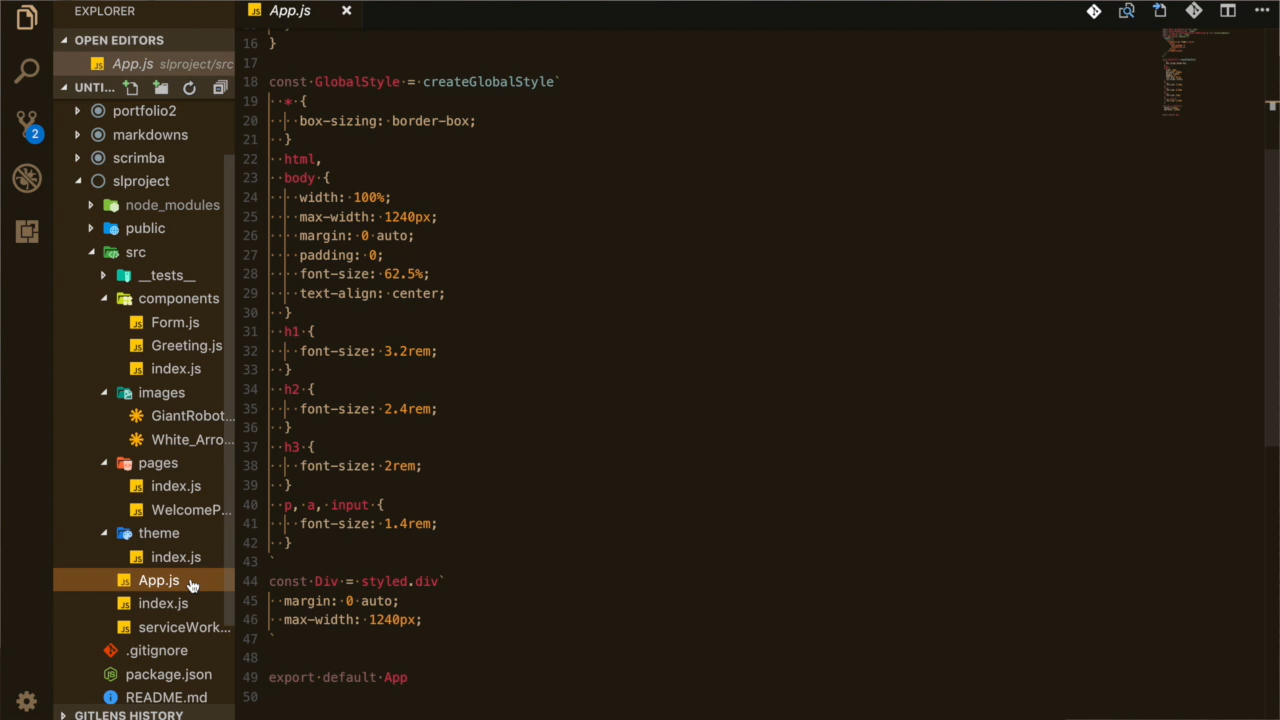 EXPLORER
OPEN EDITORS
App.js slproject/src
UNTI...
portfolio2
markdowns
scrimba
slproject
node_modules
public
src
__tests__
components
Form.js
Greeting.js
index.js
images
GiantRobot...
White_Arro...
pages
index.js
WelcomeP...
theme
index.js
App.js
index.js
serviceWork...
.gitignore
package.json
README.md
GITLENS HISTORY
2
App.js
16 }
17
18 const GlobalStyle = createGlobalStyle`
19 * {
20 box-sizing: border-box;
21 }
22 html,
23 body {
24 width: 100%;
25 max-width: 1240px;
26 margin: 0 auto;
27 padding: 0;
28 font-size: 62.5%;
29 text-align: center;
30 }
31 h1 {
32 font-size: 3.2rem;
33 }
34 h2 {
35 font-size: 2.4rem;
36 }
37 h3 {
38 font-size: 2rem;
39 }
40 p, a, input {
41 font-size: 1.4rem;
42 }
43 `
44 const Div = styled.div`
45 margin: 0 auto;
46 max-width: 1240px;
47 `
48
49 export default App
50